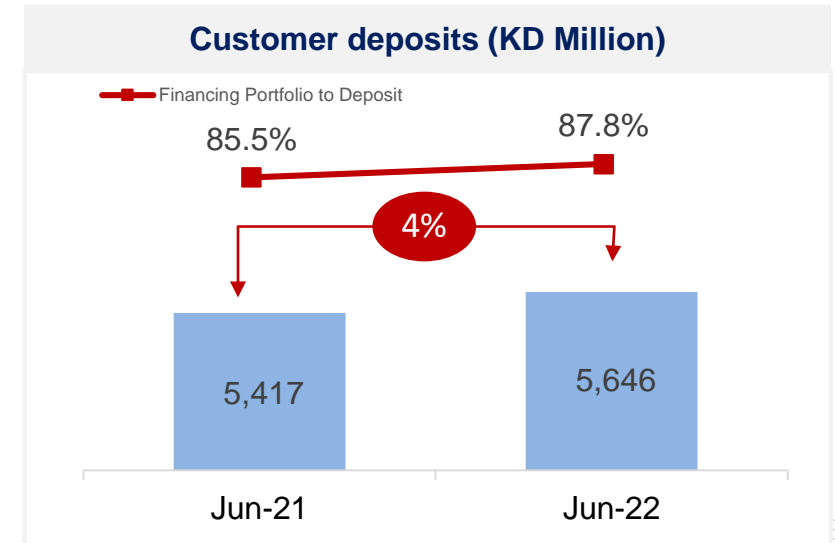 Customer deposits (KD Million)
Financing Portfolio to Deposit
85.5%
87.8%
4%
5,417
5,646
Jun-21
Jun-22